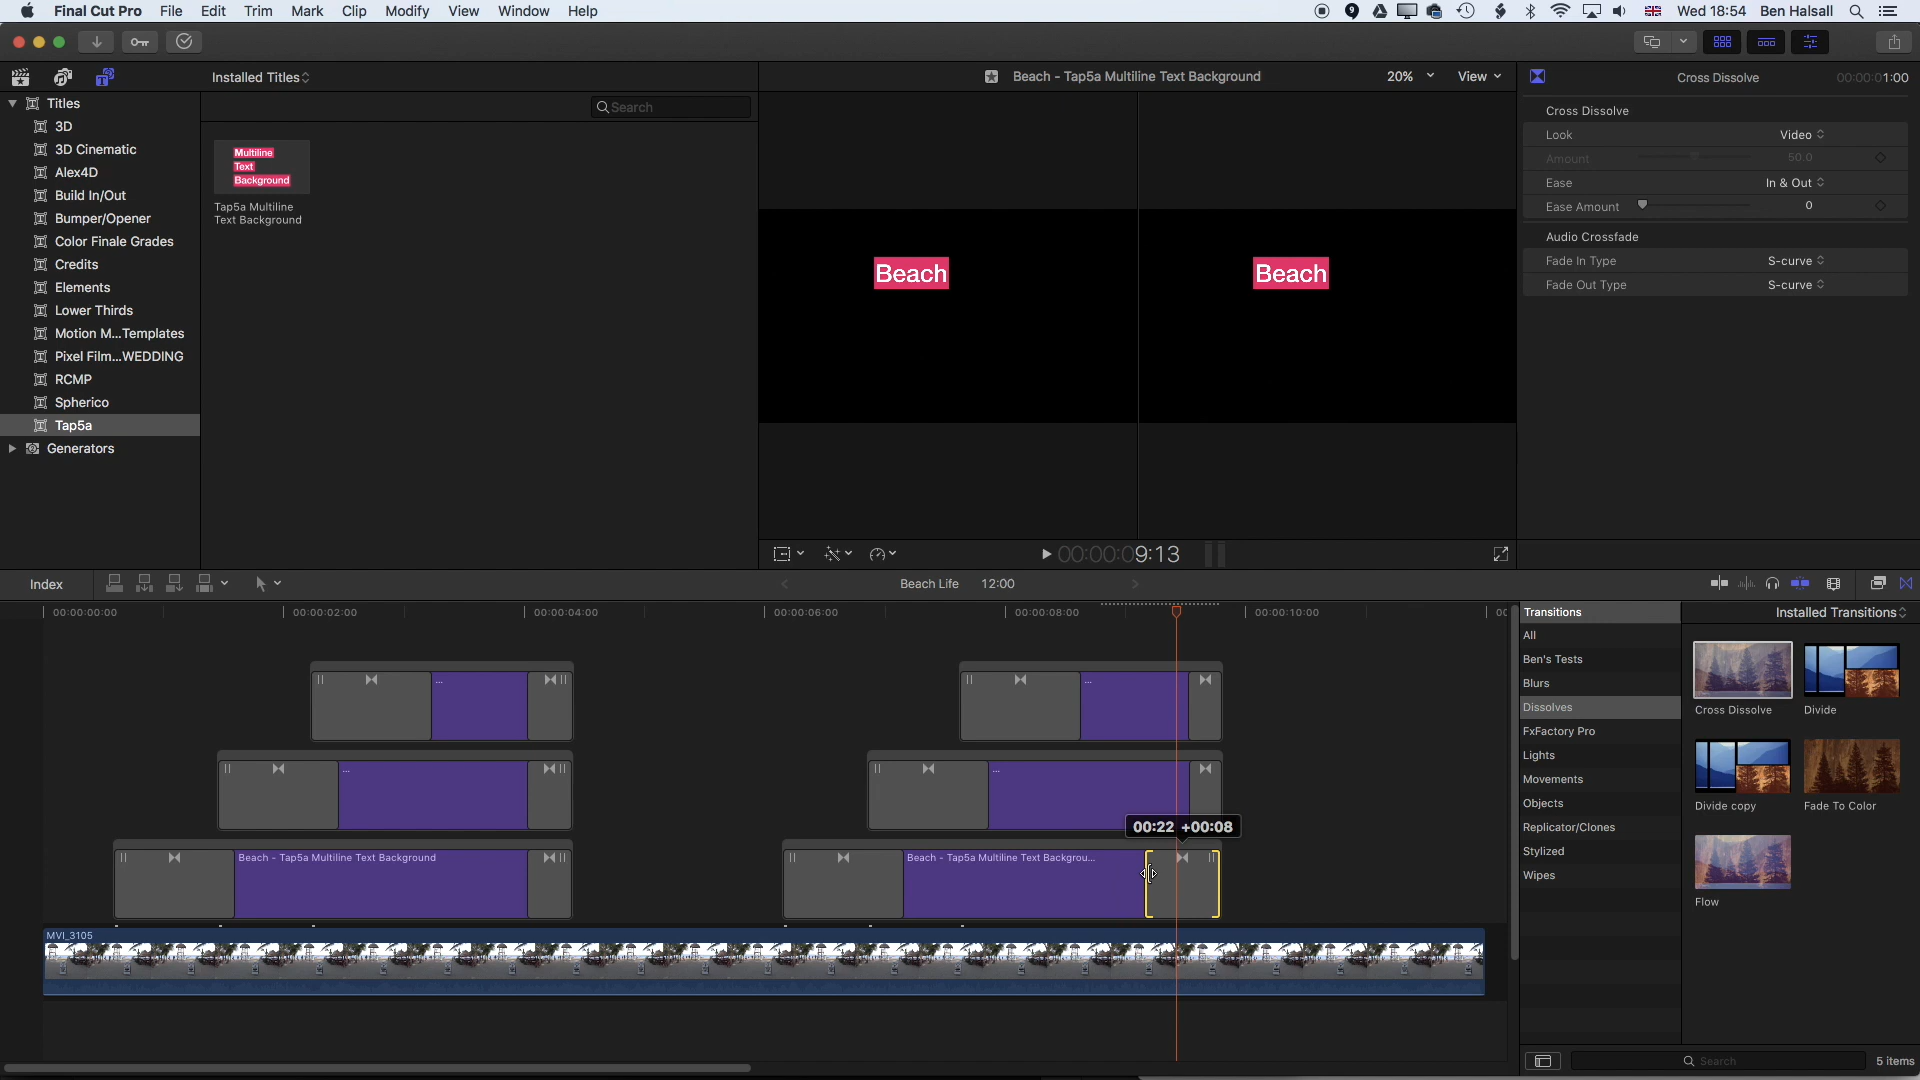 Final Cut Pro File Edit Trim Mark Clip Modify View Window Help
9 Wed 18:54 Ben Halsall
Installed Titles
Beach - Tap5a Multiline Text Background
20% View
Cross Dissolve
00:00:01:00
Titles
3D
3D Cinematic
Alex4D
Build In/Out
Bumper/Opener
Color Finale Grades
Credits
Elements
Lower Thirds
Motion M...Templates
Pixel Film...WEDDING
RCMP
Spherico
Tap5a
Generators
Search
Multiline
Text
Background
Tap5a Multiline
Text Background
Beach
Beach
Cross Dissolve
Look Video
Amount 50.0
Ease In & Out
Ease Amount 0
Audio Crossfade
Fade In Type S-curve
Fade Out Type S-curve
00:00:09:13
Index
Beach Life 12:00
00:00:00:00 00:00:02:00 00:00:04:00 00:00:06:00 00:00:08:00 00:00:10:00 00
...
...
...
...
00:22 +00:08
Beach - Tap5a Multiline Text Background
Beach - Tap5a Multiline Text Backgrou...
MVI_3105
Transitions
All
Ben's Tests
Blurs
Dissolves
FxFactory Pro
Lights
Movements
Objects
Replicator/Clones
Stylized
Wipes
Installed Transitions
Cross Dissolve
Divide
Divide copy
Fade To Color
Flow
Search
5 items